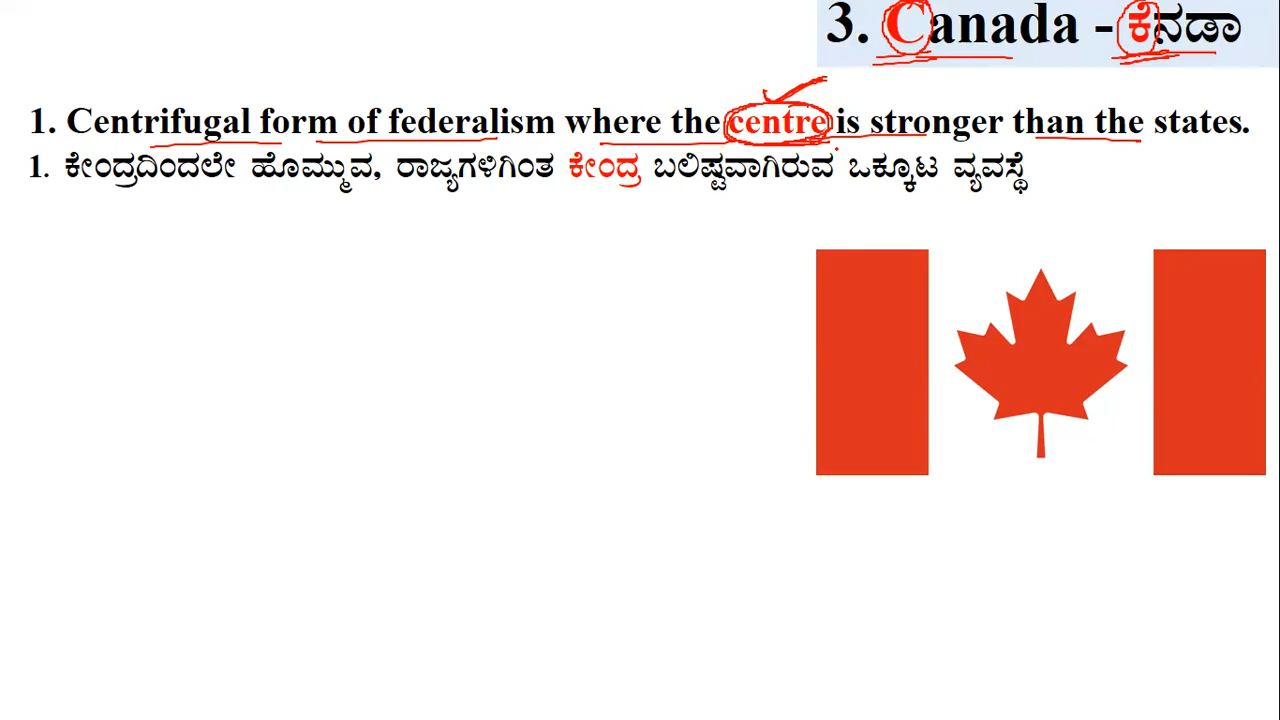 3. Canada - ಕೆನಡಾ
1. Centrifugal form of federalism where the centre is stronger than the states.
1. ಕೇಂದ್ರದಿಂದಲೇ ಹೊಮ್ಮುವ, ರಾಜ್ಯಗಳಿಗಿಂತ ಕೇಂದ್ರ ಬಲಿಷ್ಟವಾಗಿರುವ ಒಕ್ಕೂಟ ವ್ಯವಸ್ಥೆ